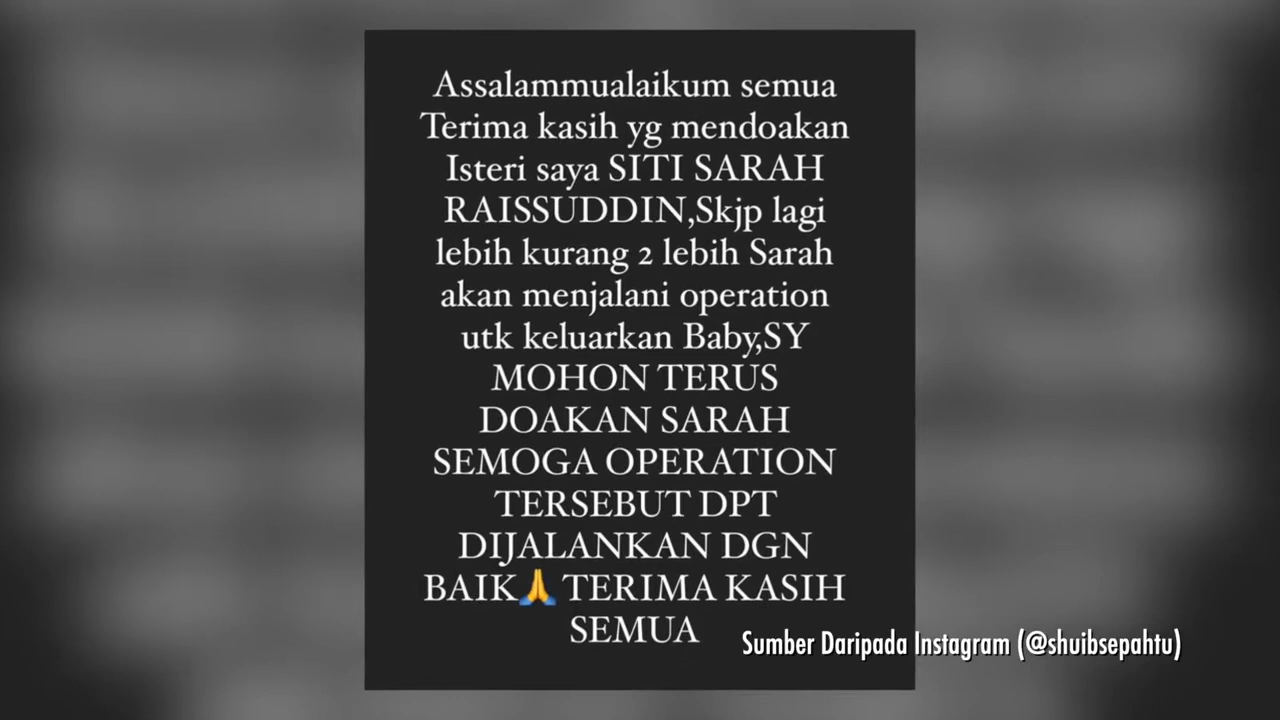 Assalammualaikum semua
Terima kasih yg mendoakan
Isteri saya SITI SARAH
RAISSUDDIN,Skjp lagi
lebih kurang 2 lebih Sarah
akan menjalani operation
utk keluarkan Baby,SY
MOHON TERUS
DOAKAN SARAH
SEMOGA OPERATION
TERSEBUT DPT
DIJALANKAN DGN
BAIK🙏TERIMA KASIH
SEMUA
Sumber Daripada Instagram (@shuibsepahtu)